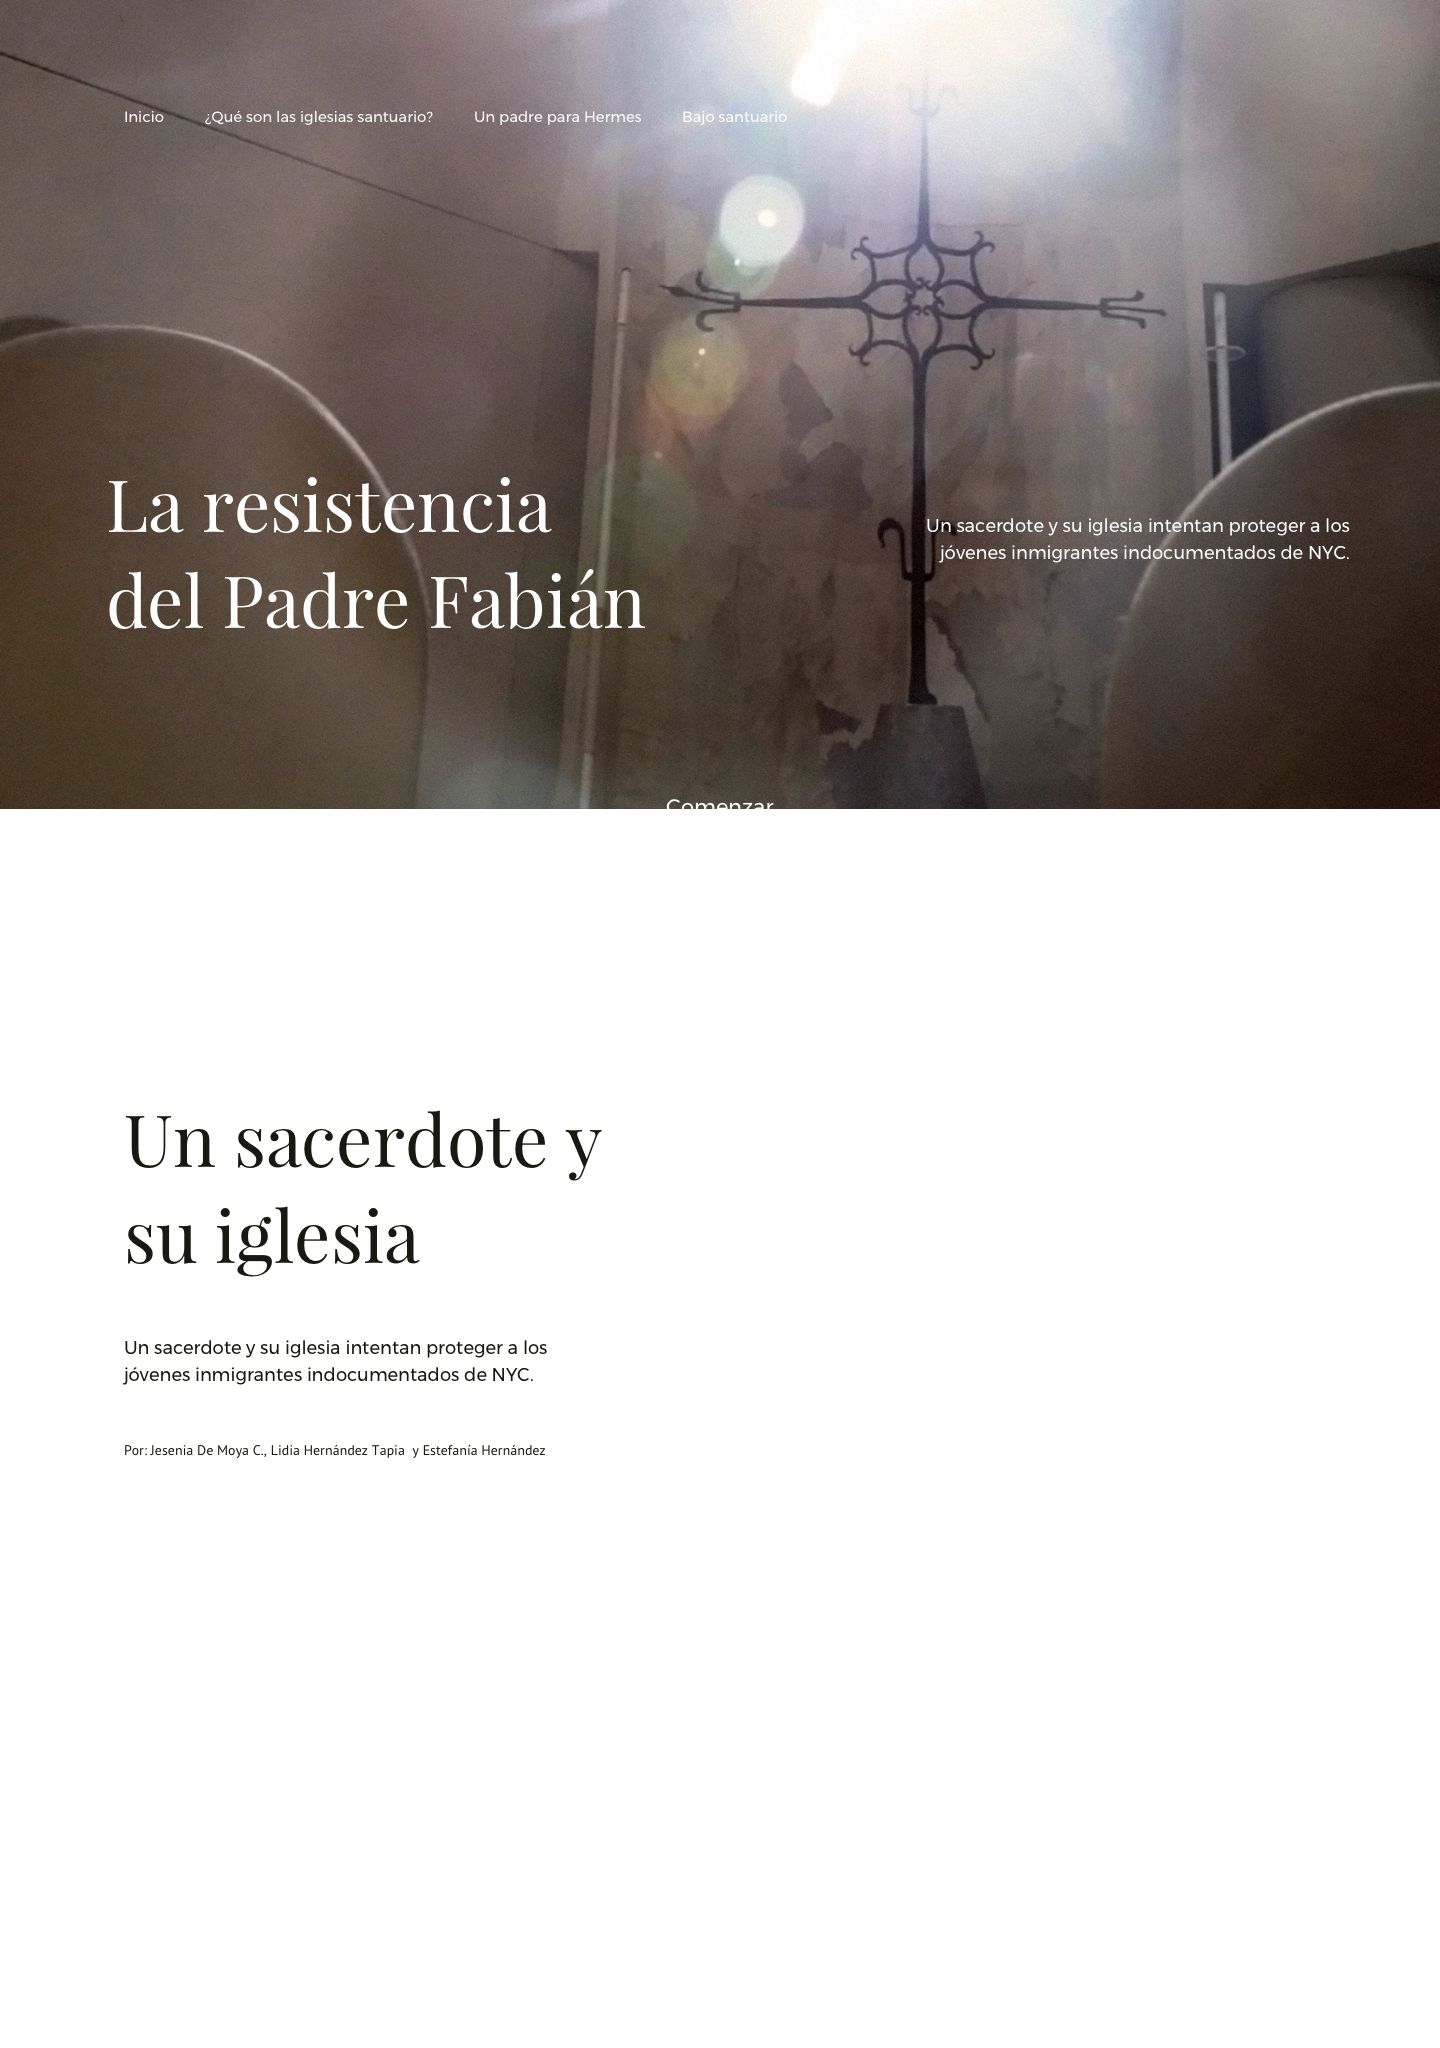 Inicio ¿Qué son las iglesias santuario? Un padre para Hermes Bajo santuario
La resistencia
del Padre Fabián
Un sacerdote y su iglesia intentan proteger a los
jóvenes inmigrantes indocumentados de NYC.
Comenzar
Un sacerdote y
su iglesia
Un sacerdote y su iglesia intentan proteger a los
jóvenes inmigrantes indocumentados de NYC.
Por: Jesenia De Moya C., Lidia Hernández Tapia  y Estefanía Hernández